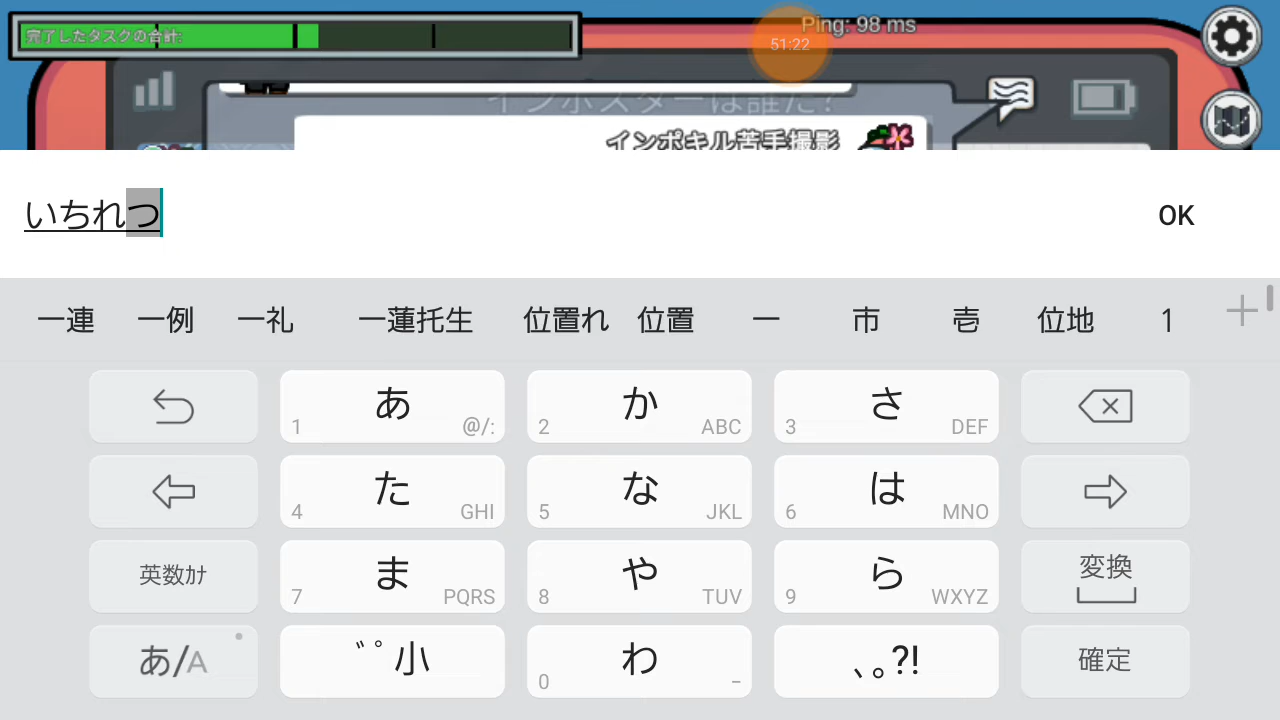 完了したタスクの合計:
Ping: 98 ms
51:22
インポスターは誰だ?
インポキル苦手撮影
いちれつ
OK
一連 一例 一礼 一蓮托生 位置れ 位置 一 市 壱 位地 1
あ 1 @/:
か 2 ABC
さ 3 DEF
た 4 GHI
な 5 JKL
は 6 MNO
英数カナ
ま 7 PQRS
や 8 TUV
ら 9 WXYZ
変換
あ/A
゛゜小
わ 0 –
、。?!
確定